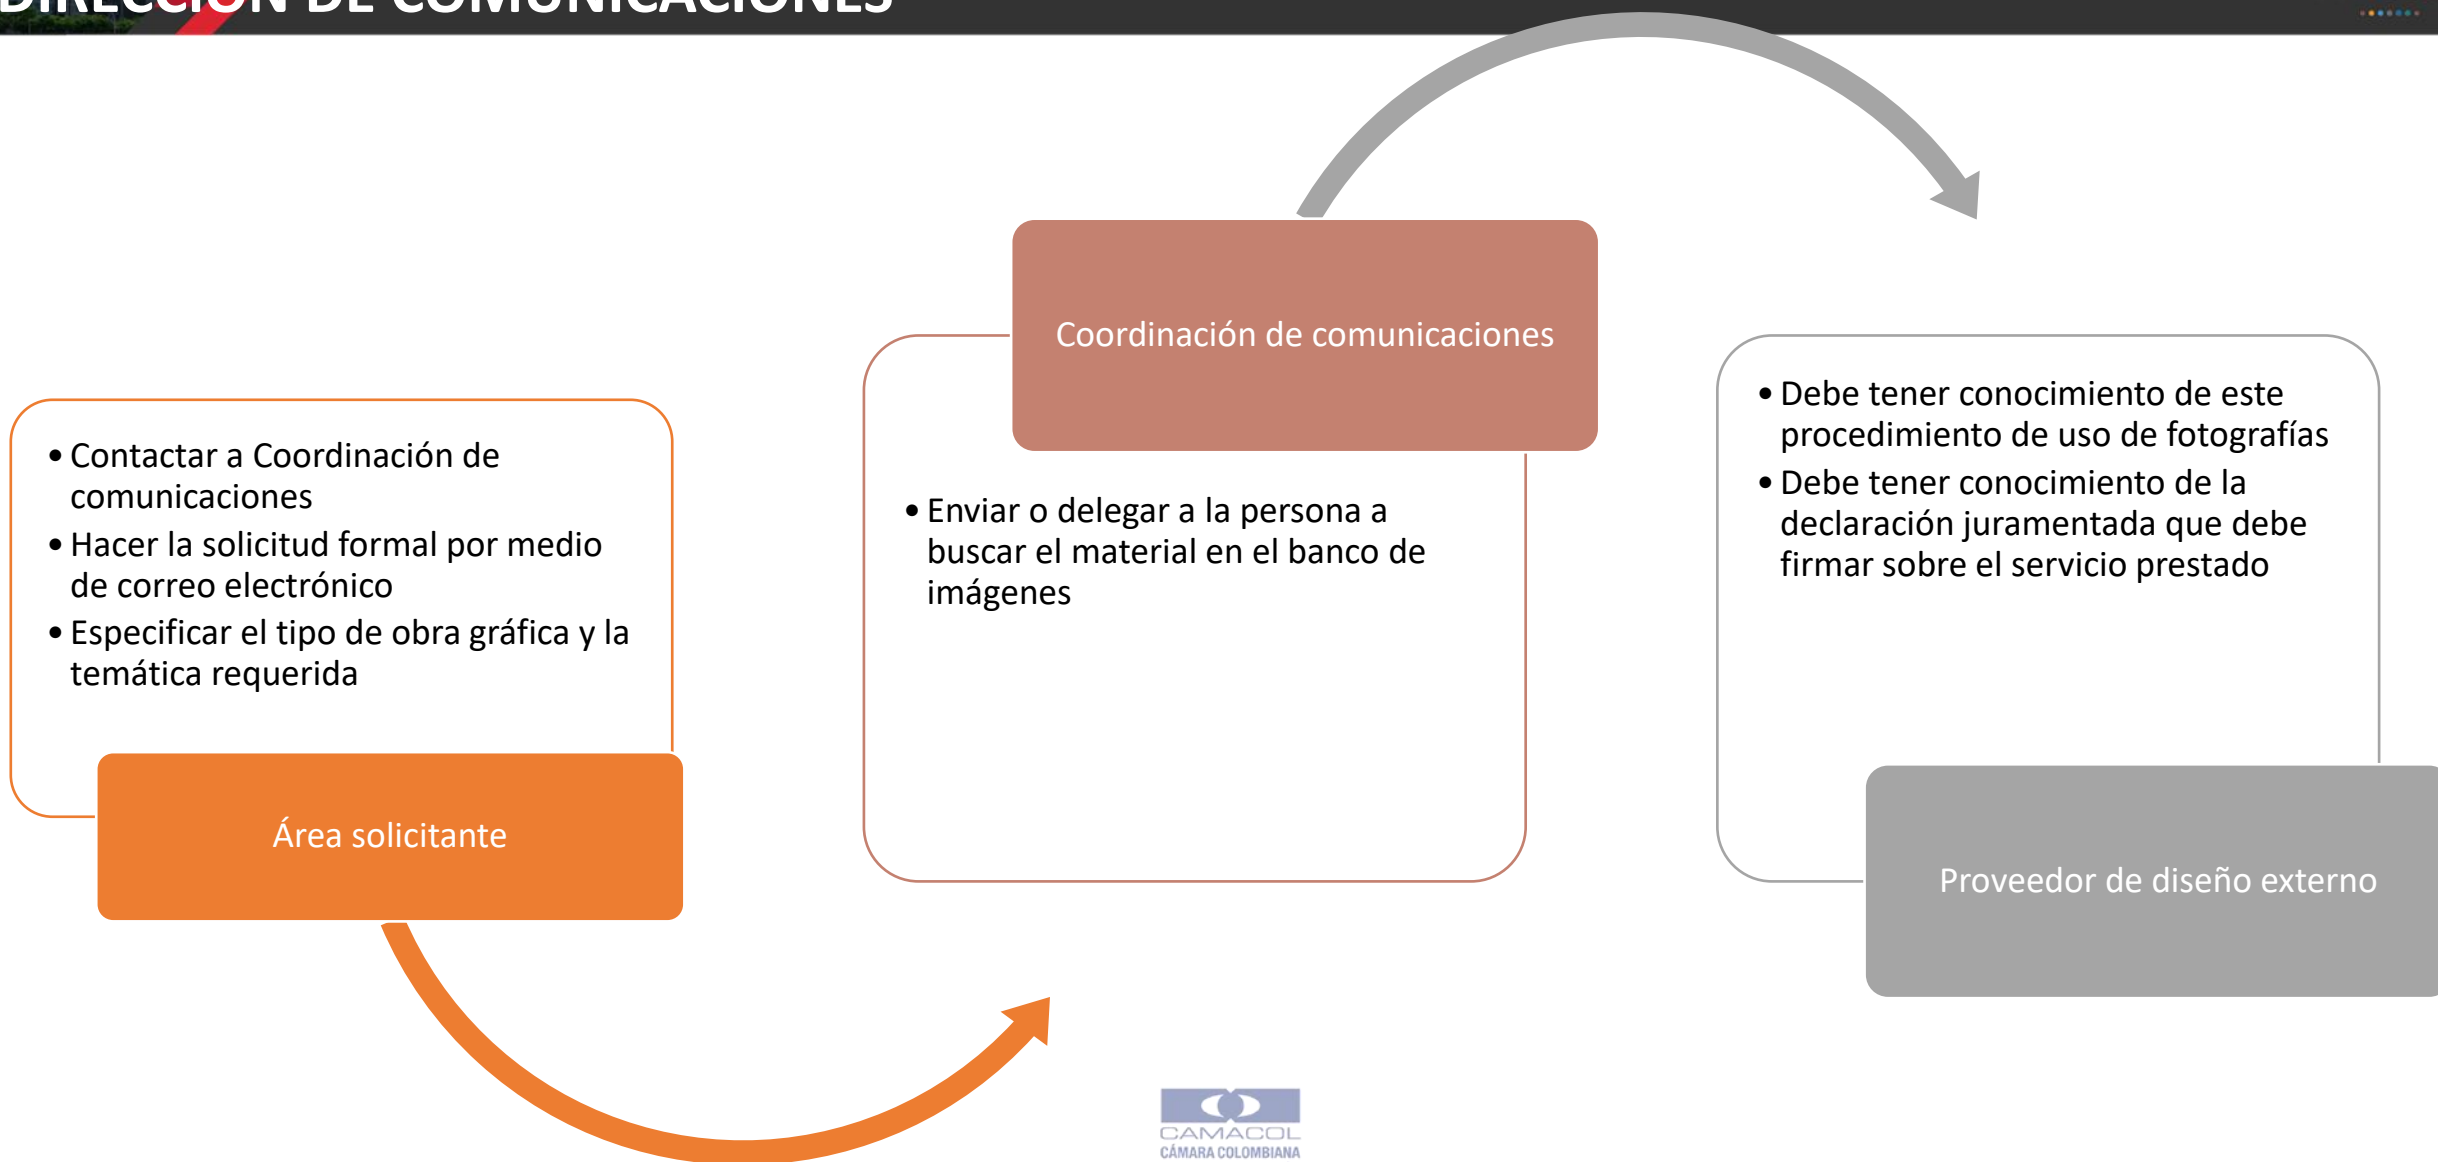 DIRECCIÓN DE COMUNICACIONES
• Contactar a Coordinación de
comunicaciones
• Hacer la solicitud formal por medio
de correo electrónico
• Especificar el tipo de obra gráfica y la
temática requerida
Área solicitante
Coordinación de comunicaciones
• Enviar o delegar a la persona a
buscar el material en el banco de
imágenes
• Debe tener conocimiento de este
procedimiento de uso de fotografías
• Debe tener conocimiento de la
declaración juramentada que debe
firmar sobre el servicio prestado
Proveedor de diseño externo
CAMACOL
CÁMARA COLOMBIANA